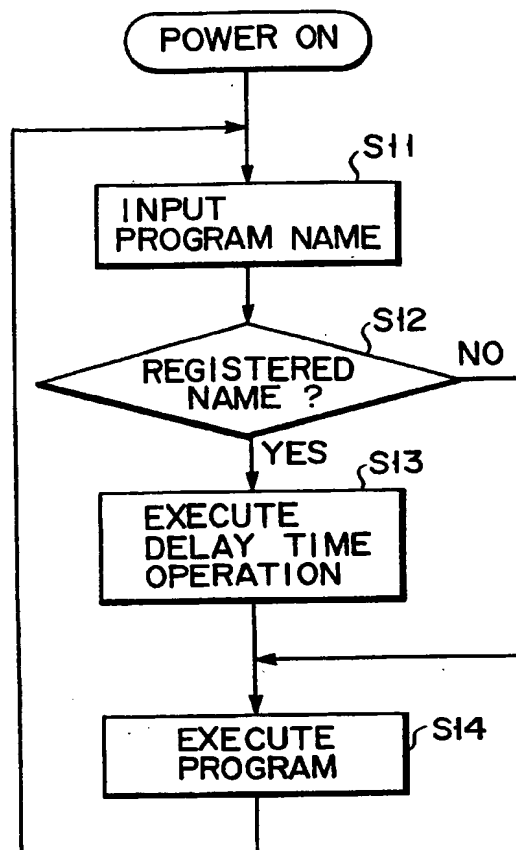 POWER ON
S11
INPUT
PROGRAM NAME
S12
REGISTERED
NAME ?
NO
YES
S13
EXECUTE
DELAY TIME
OPERATION
EXECUTE
PROGRAM
S14